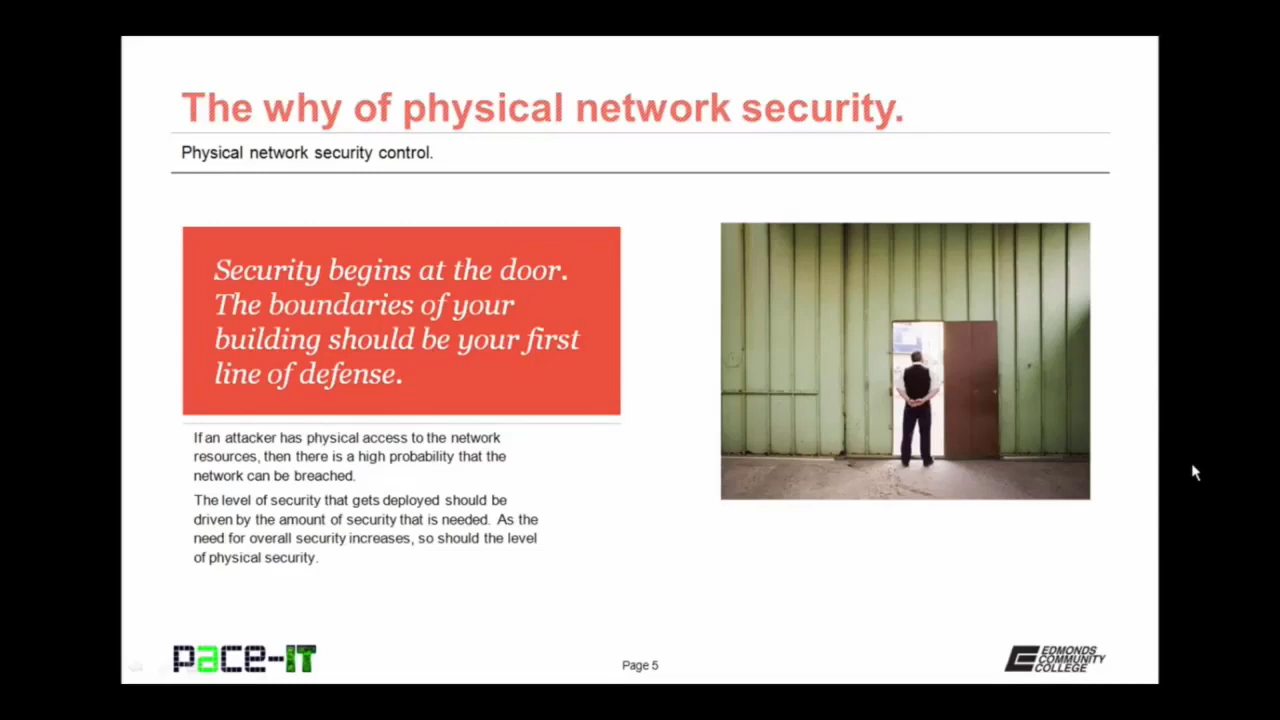 The why of physical network security.
Physical network security control.
Security begins at the door.
The boundaries of your
building should be your first
line of defense.
If an attacker has physical access to the network
resources, then there is a high probability that the
network can be breached.
The level of security that gets deployed should be
driven by the amount of security that is needed. As the
need for overall security increases, so should the level
of physical security.
pace-IT
Page 5
EDMONDS
COMMUNITY
COLLEGE